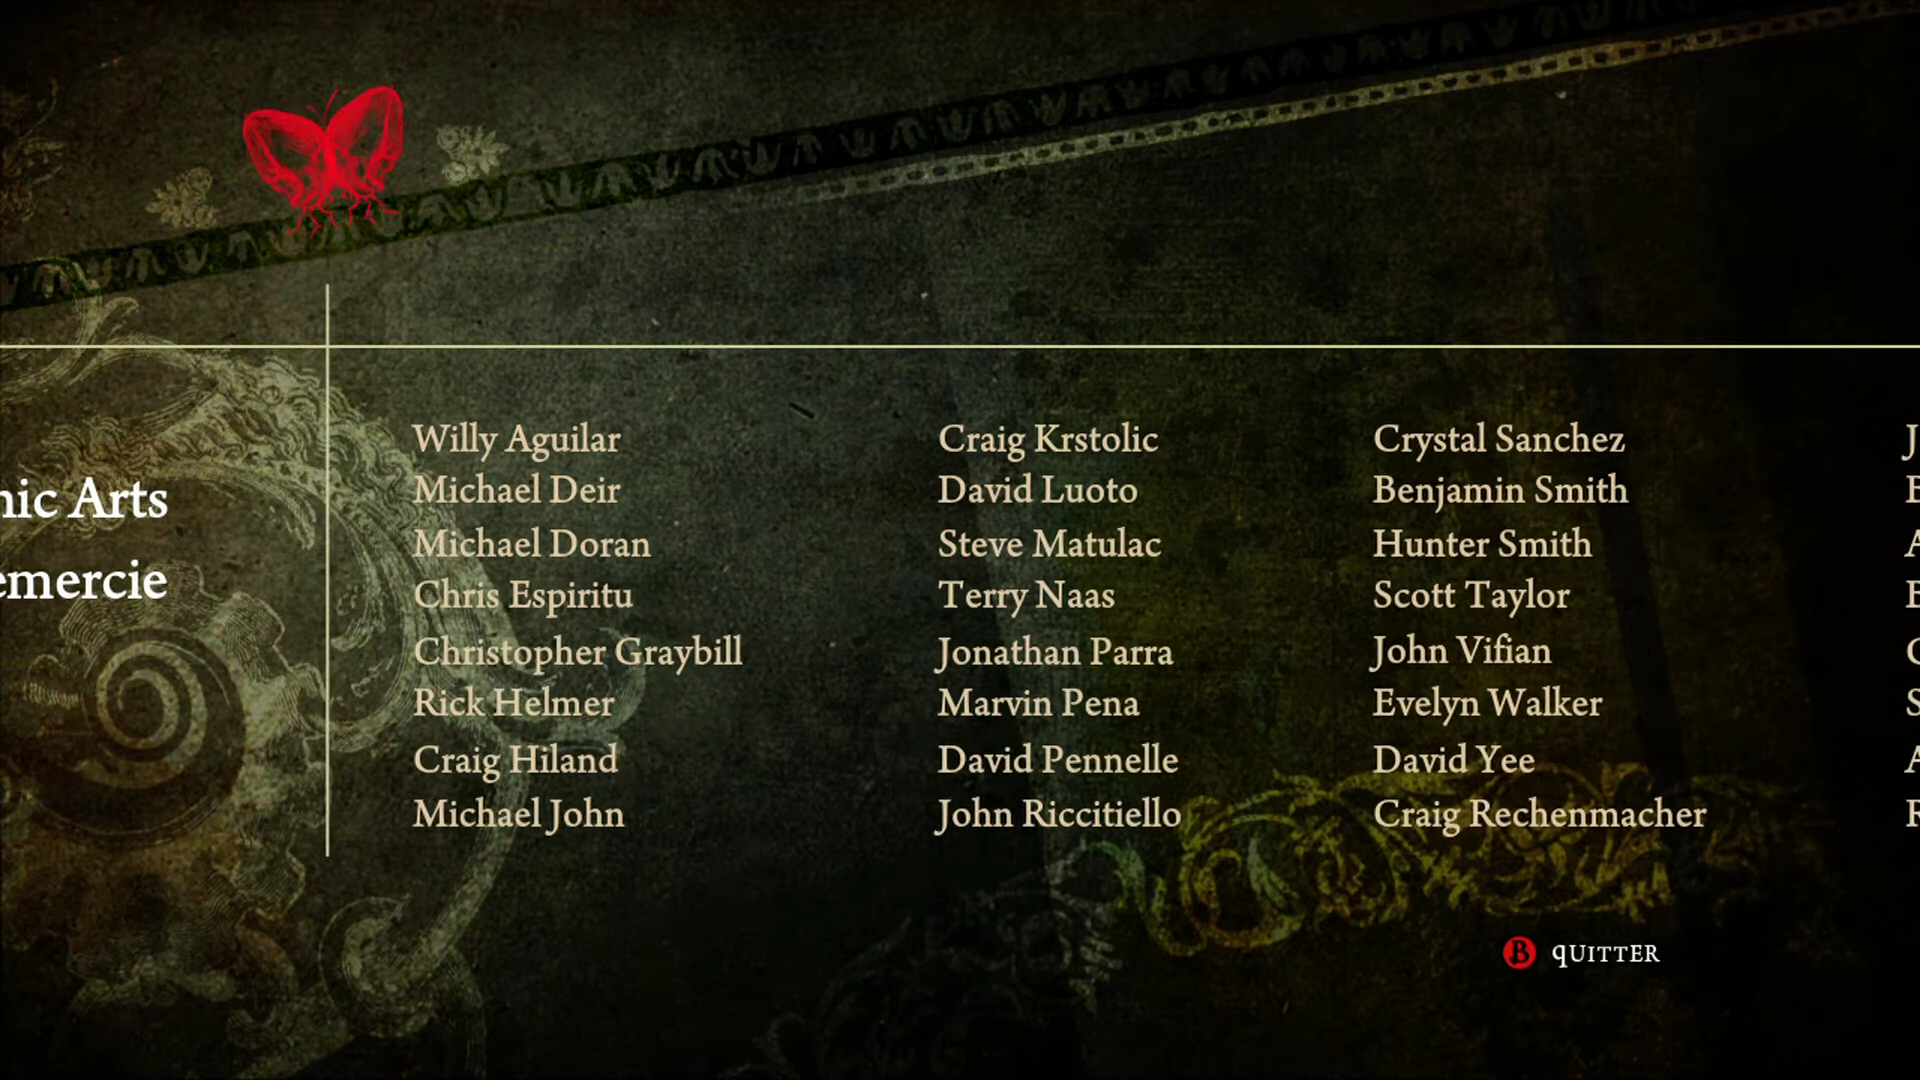 Arts
Willy Aguilar
Michael Deir
Michael Doran
Chris Espiritu
Christopher Graybill
Rick Helmer
Craig Hiland
Michael John
Craig Krstolic
David Luoto
Steve Matulac
Terry Naas
Jonathan Parra
Marvin Pena
David Pennelle
John Riccitiello
Crystal Sanchez
Benjamin Smith
Hunter Smith
Scott Taylor
John Vifian
Evelyn Walker
David Yee
Craig Rechenmacher
B QUITTER